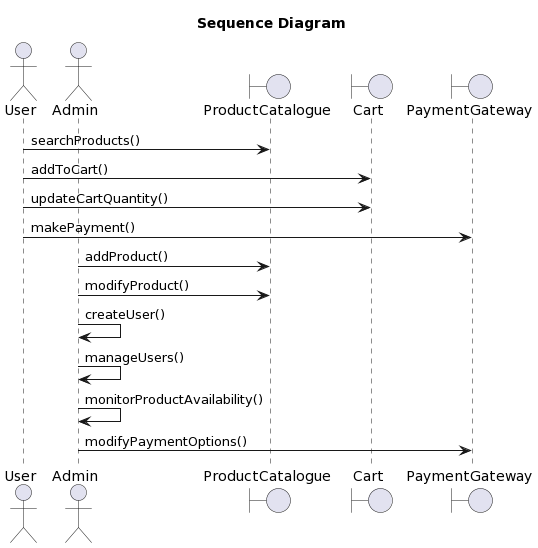 Sequence Diagram
User Admin ProductCatalogue Cart PaymentGateway
searchProducts()
addToCart()
updateCartQuantity()
makePayment()
addProduct()
modifyProduct()
createUser()
manageUsers()
monitorProductAvailability()
modifyPaymentOptions()
User Admin ProductCatalogue Cart PaymentGateway